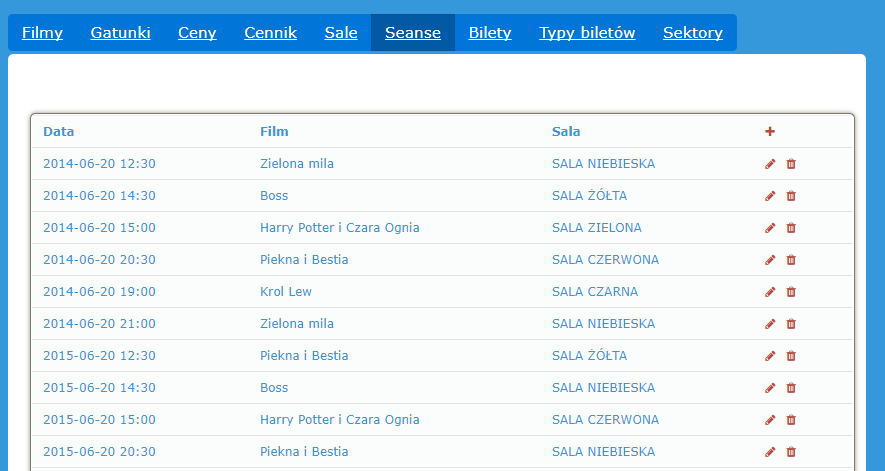 Filmy Gatunki Ceny Cennik Sale Seanse Bilety Typy biletów Sektory
Data Film Sala
2014-06-20 12:30 Zielona mila SALA NIEBIESKA
2014-06-20 14:30 Boss SALA ŻÓŁTA
2014-06-20 15:00 Harry Potter i Czara Ognia SALA ZIELONA
2014-06-20 20:30 Piekna i Bestia SALA CZERWONA
2014-06-20 19:00 Krol Lew SALA CZARNA
2014-06-20 21:00 Zielona mila SALA NIEBIESKA
2015-06-20 12:30 Piekna i Bestia SALA ŻÓŁTA
2015-06-20 14:30 Boss SALA NIEBIESKA
2015-06-20 15:00 Harry Potter i Czara Ognia SALA CZERWONA
2015-06-20 20:30 Piekna i Bestia SALA NIEBIESKA